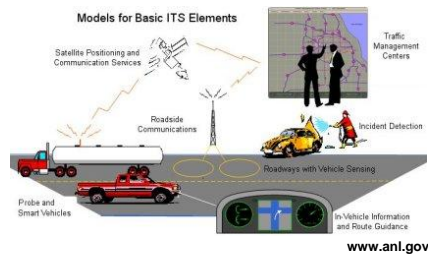 Models for Basic ITS Elements
Satellite Positioning and
Communication Services
Traffic
Management
Centers
Roadside
Communications
Incident Detection
Roadways with Vehicle Sensing
Probe and
Smart Vehicles
In-Vehicle Information
and Route Guidance
www.anl.gov